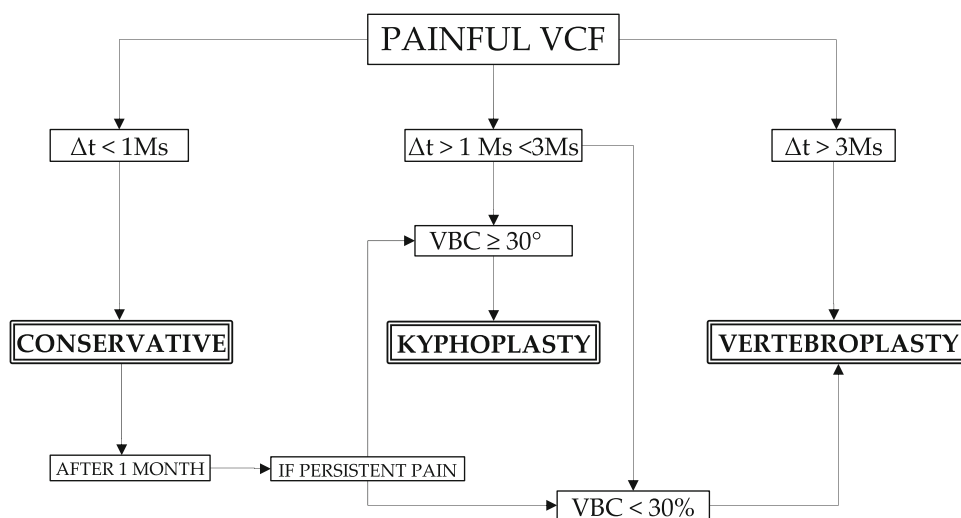 PAINFUL VCF
Δt < 1Ms
Δt > 1 Ms <3Ms
Δt > 3Ms
VBC ≥ 30°
CONSERVATIVE
KYPHOPLASTY
VERTEBROPLASTY
AFTER 1 MONTH
IF PERSISTENT PAIN
VBC < 30%